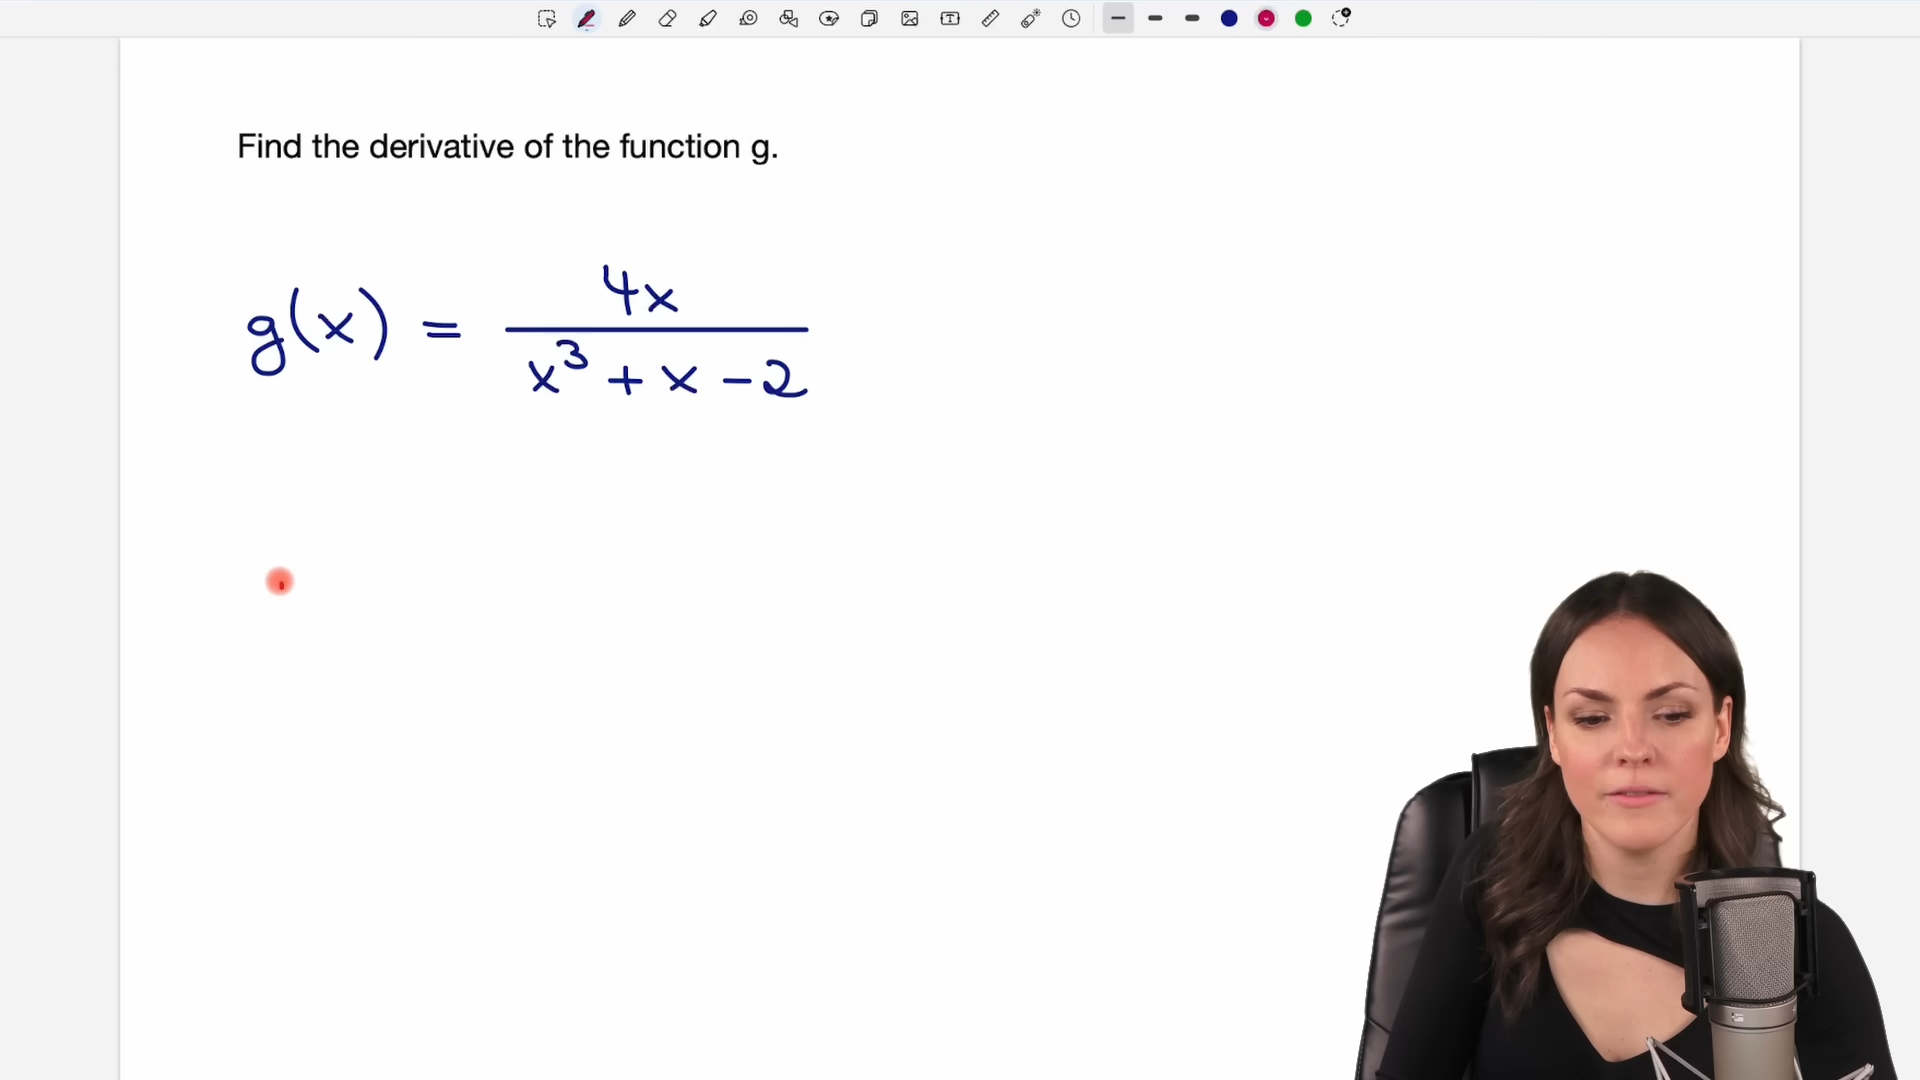 Find the derivative of the function g.
g(x) = 4x / x³ + x - 2